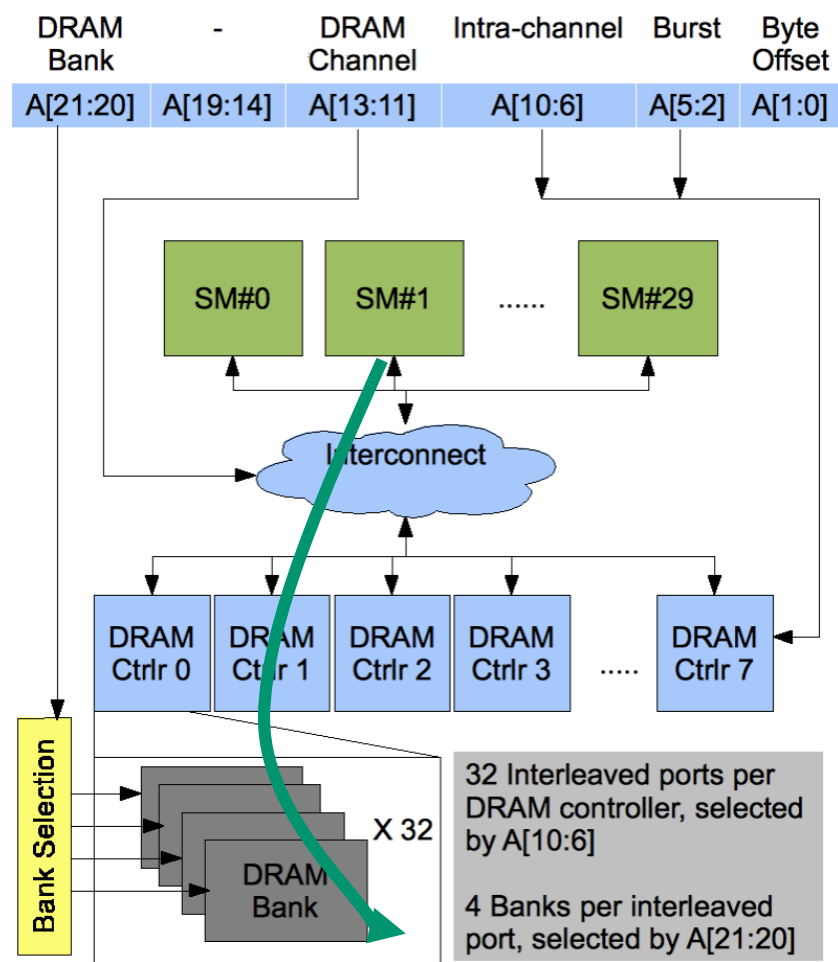 DRAM
Bank
-
DRAM
Channel
Intra-channel
Burst
Byte
Offset
A[21:20]
A[19:14]
A[13:11]
A[10:6]
A[5:2]
A[1:0]
SM#0
SM#1
......
SM#29
Interconnect
DRAM
Ctrlr 0
DRAM
Ctrlr 1
DRAM
Ctrlr 2
DRAM
Ctrlr 3
.....
DRAM
Ctrlr 7
Bank Selection
X 32
DRAM
Bank
32 Interleaved ports per
DRAM controller, selected
by A[10:6]
4 Banks per interleaved
port, selected by A[21:20]